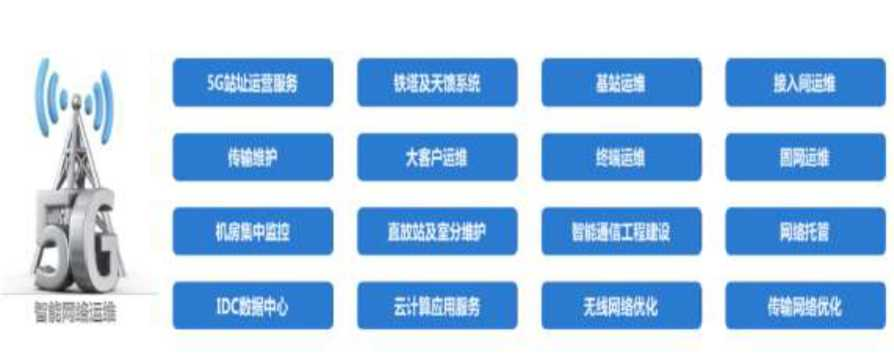 5G站址运营服务
铁塔及天馈系统
基站运维
接入间运维
传输维护
大客户运维
终端运维
固网运维
机房集中监控
直放站及室分维护
智能通信工程建设
网络托管
IDC数据中心
云计算应用服务
无线网络优化
传输网络优化
5G
智能网络运维